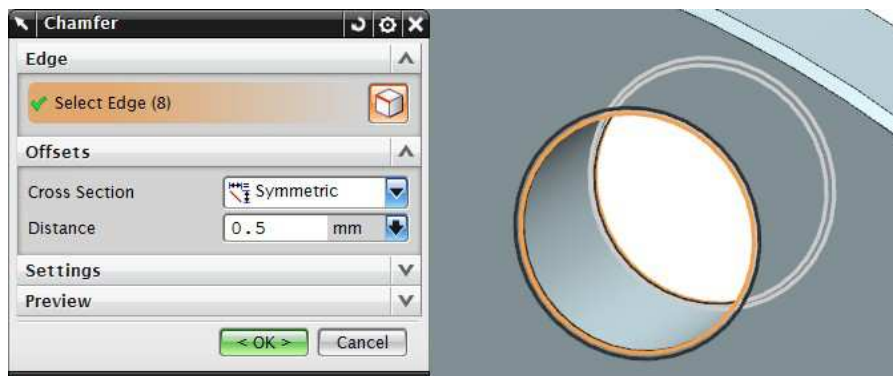 Chamfer
Edge
Select Edge (8)
Offsets
Cross Section Symmetric
Distance 0.5 mm
Settings
Preview
< OK > Cancel